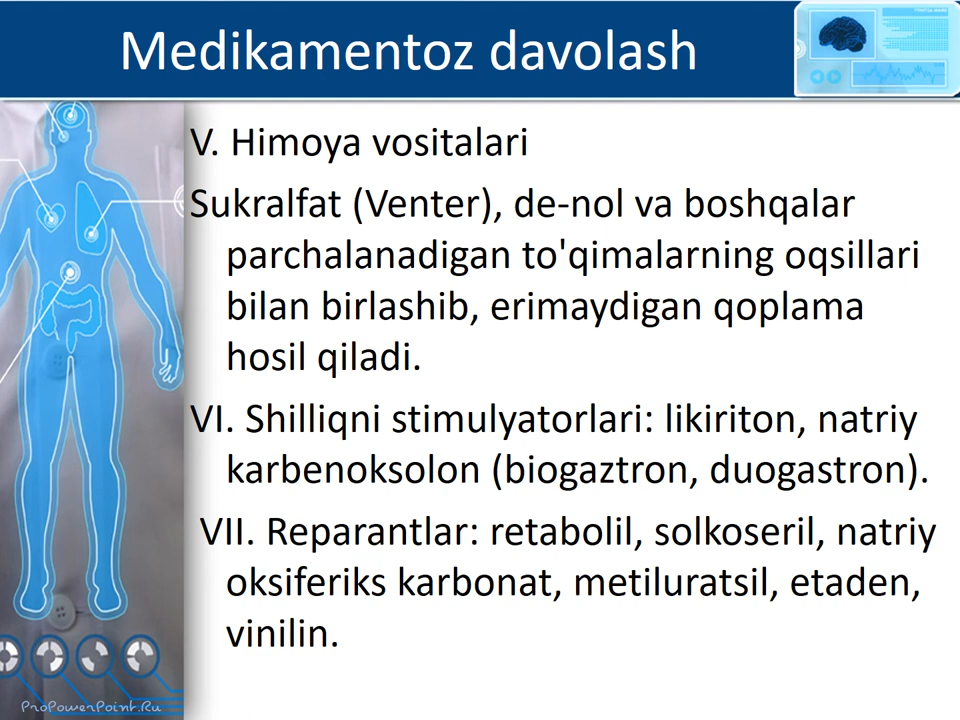 Medikamentoz davolash
V. Himoya vositalari
Sukralfat (Venter), de-nol va boshqalar
parchalanadigan to'qimalarning oqsillari
bilan birlashib, erimaydigan qoplama
hosil qiladi.
VI. Shilliqni stimulyatorlari: likiriton, natriy
karbenoksolon (biogaztron, duogastron).
VII. Reparantlar: retabolil, solkoseril, natriy
oksiferiks karbonat, metiluratsil, etaden,
vinilin.
ProPowerPoint.Ru